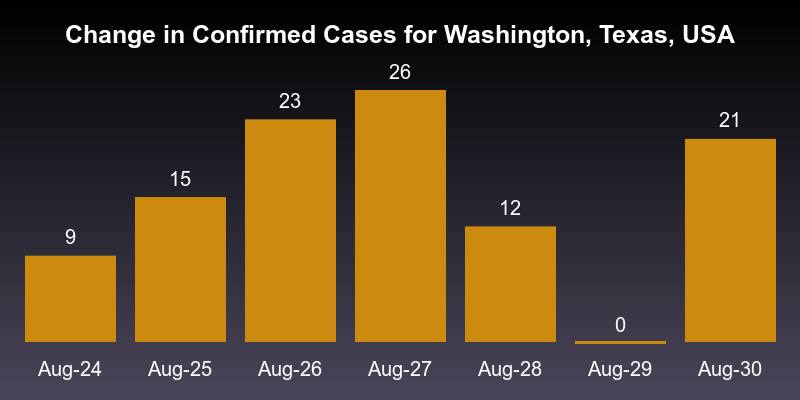 Change in Confirmed Cases for Washington, Texas, USA
9
15
23
26
12
0
21
Aug-24
Aug-25
Aug-26
Aug-27
Aug-28
Aug-29
Aug-30